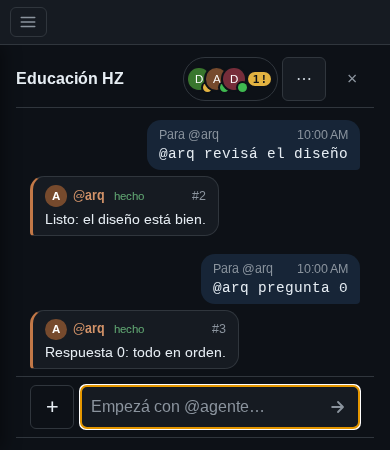 Educación HZ
D A D 1 !
...
×
Para @arq 10:00 AM
@arq revisá el diseño
A @arq hecho #2
Listo: el diseño está bien.
Para @arq 10:00 AM
@arq pregunta 0
A @arq hecho #3
Respuesta 0: todo en orden.
+ Empezá con @agente… →